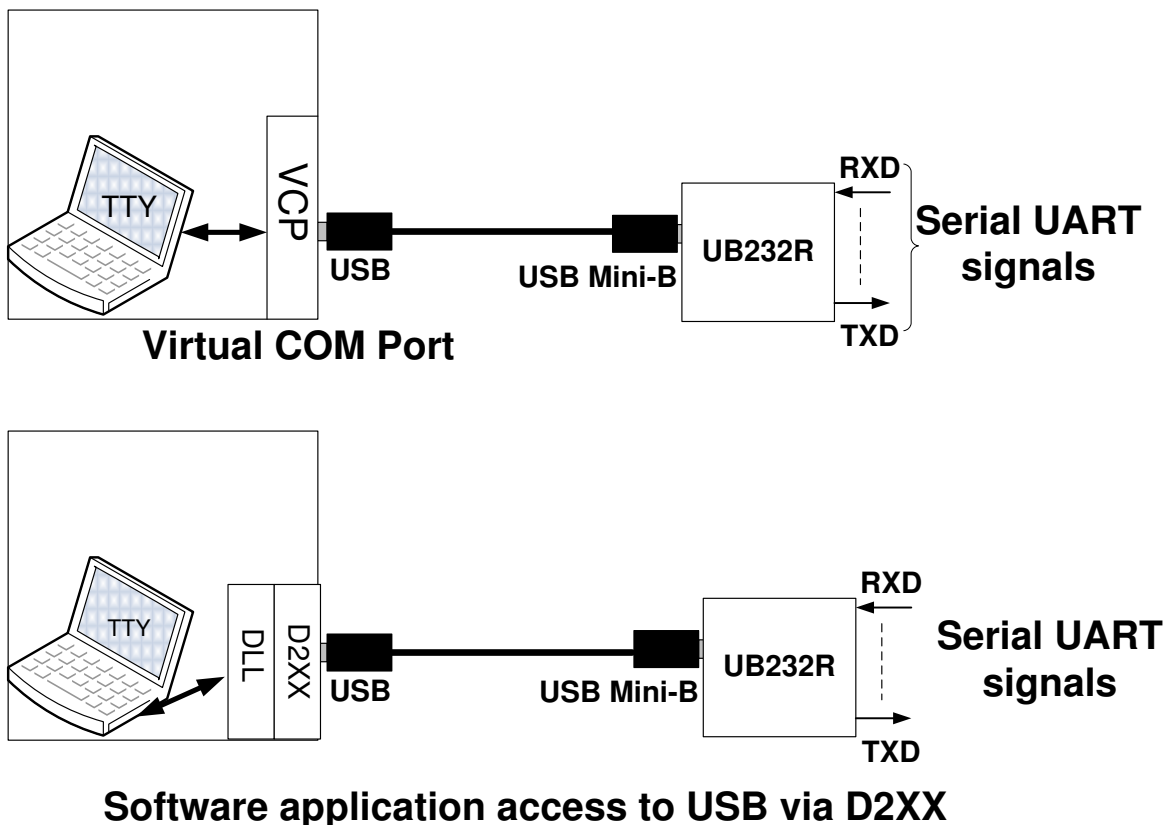 TTY
VCP
USB
USB Mini-B
UB232R
RXD
TXD
Serial UART
signals
Virtual COM Port
TTY
DLL
D2XX
USB
USB Mini-B
UB232R
RXD
TXD
Serial UART
signals
Software application access to USB via D2XX